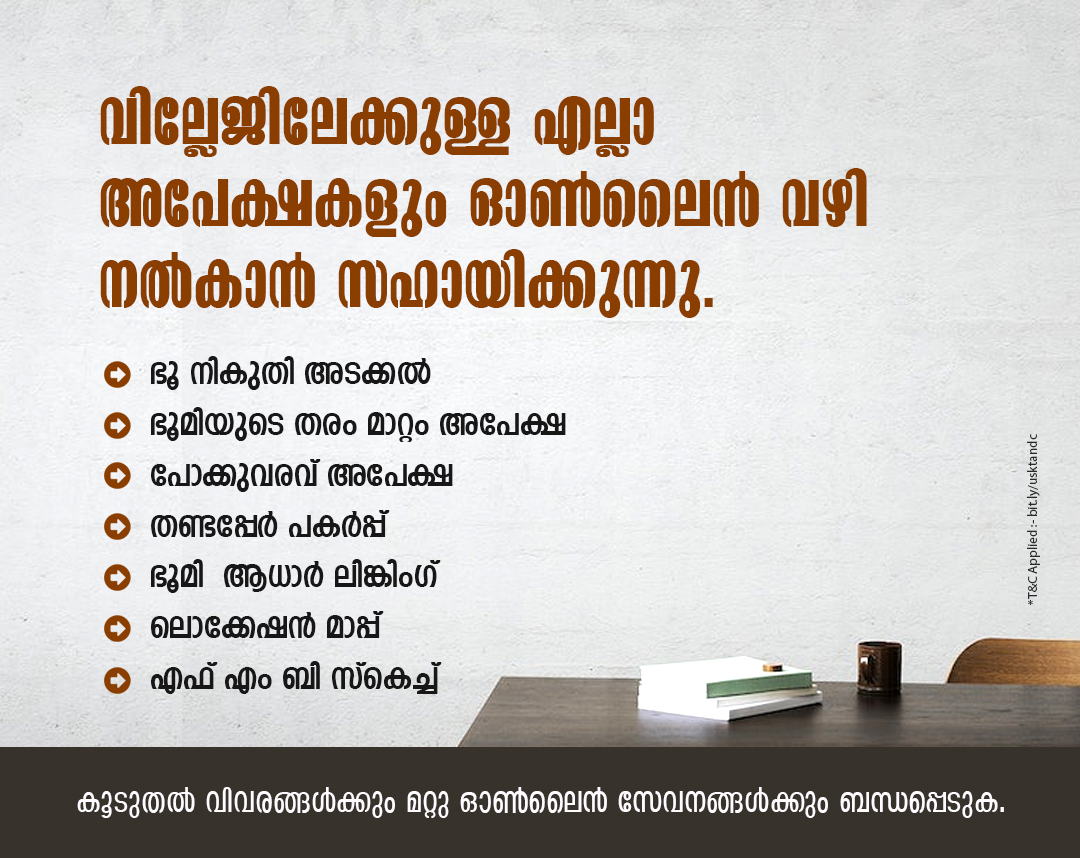 വില്ലേജിലേക്കുള്ള എല്ലാ
അപേക്ഷകളും ഓൺലൈൻ വഴി
നൽകാൻ സഹായിക്കുന്നു.
ഭൂ നികുതി അടക്കൽ
ഭൂമിയുടെ തരം മാറ്റം അപേക്ഷ
പോക്കുവരവ് അപേക്ഷ
തണ്ടപ്പേർ പകർപ്പ്
ഭൂമി ആധാർ ലിങ്കിംഗ്
ലൊക്കേഷൻ മാപ്പ്
എഫ് എം ബി സ്കെച്ച്
*T&C Applied :- bit.ly/usktandc
കൂടുതൽ വിവരങ്ങൾക്കും മറ്റു ഓൺലൈൻ സേവനങ്ങൾക്കും ബന്ധപ്പെടുക.